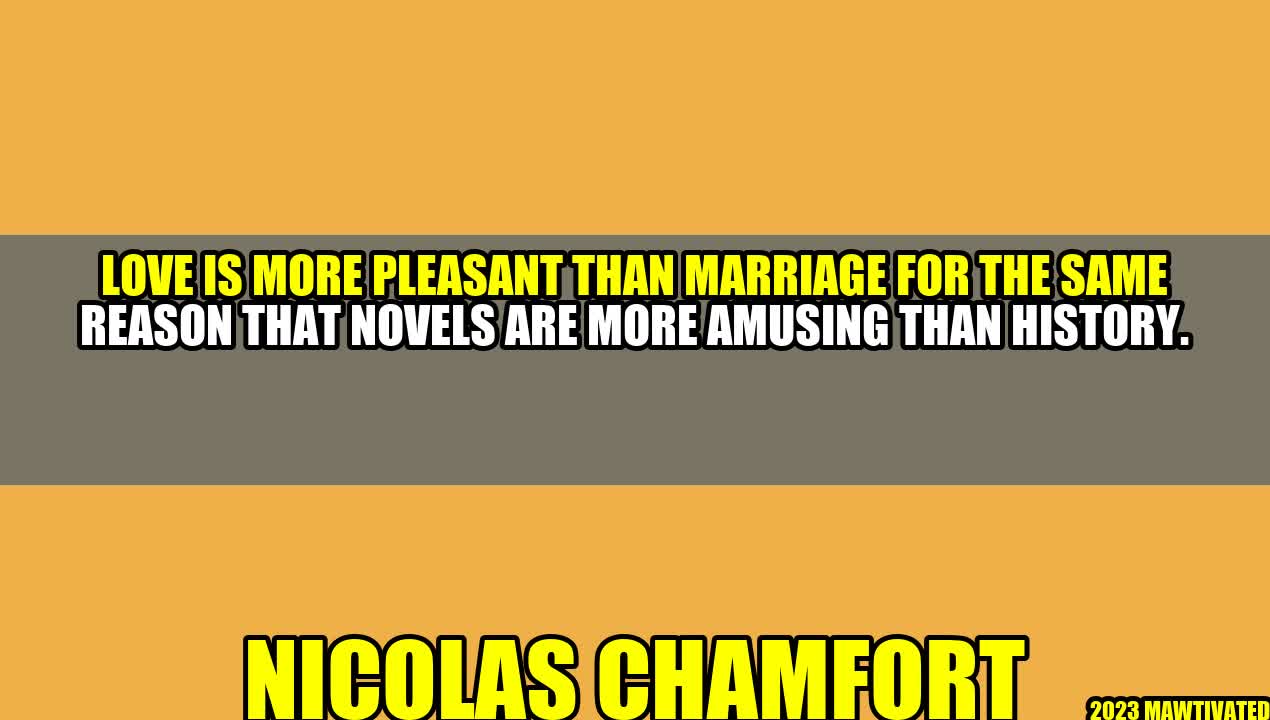 LOVE IS MORE PLEASANT THAN MARRIAGE FOR THE SAME
REASON THAT NOVELS ARE MORE AMUSING THAN HISTORY.
NICOLAS CHAMFORT
2023 MAWTIVATED